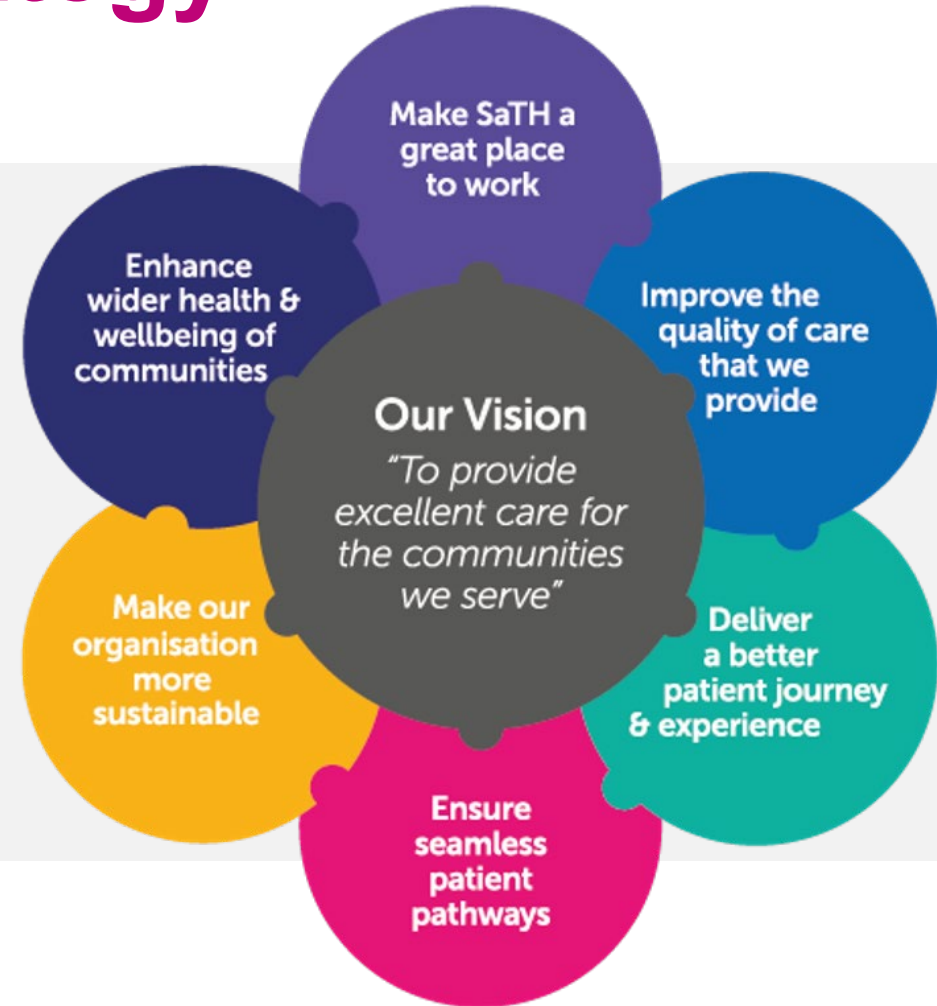 Make SaTH a
great place
to work
Improve the
quality of care
that we
provide
Deliver
a better
patient journey
& experience
Ensure
seamless
patient
pathways
Make our
organisation
more
sustainable
Enhance
wider health &
wellbeing of
communities
Our Vision
“To provide
excellent care for
the communities
we serve”